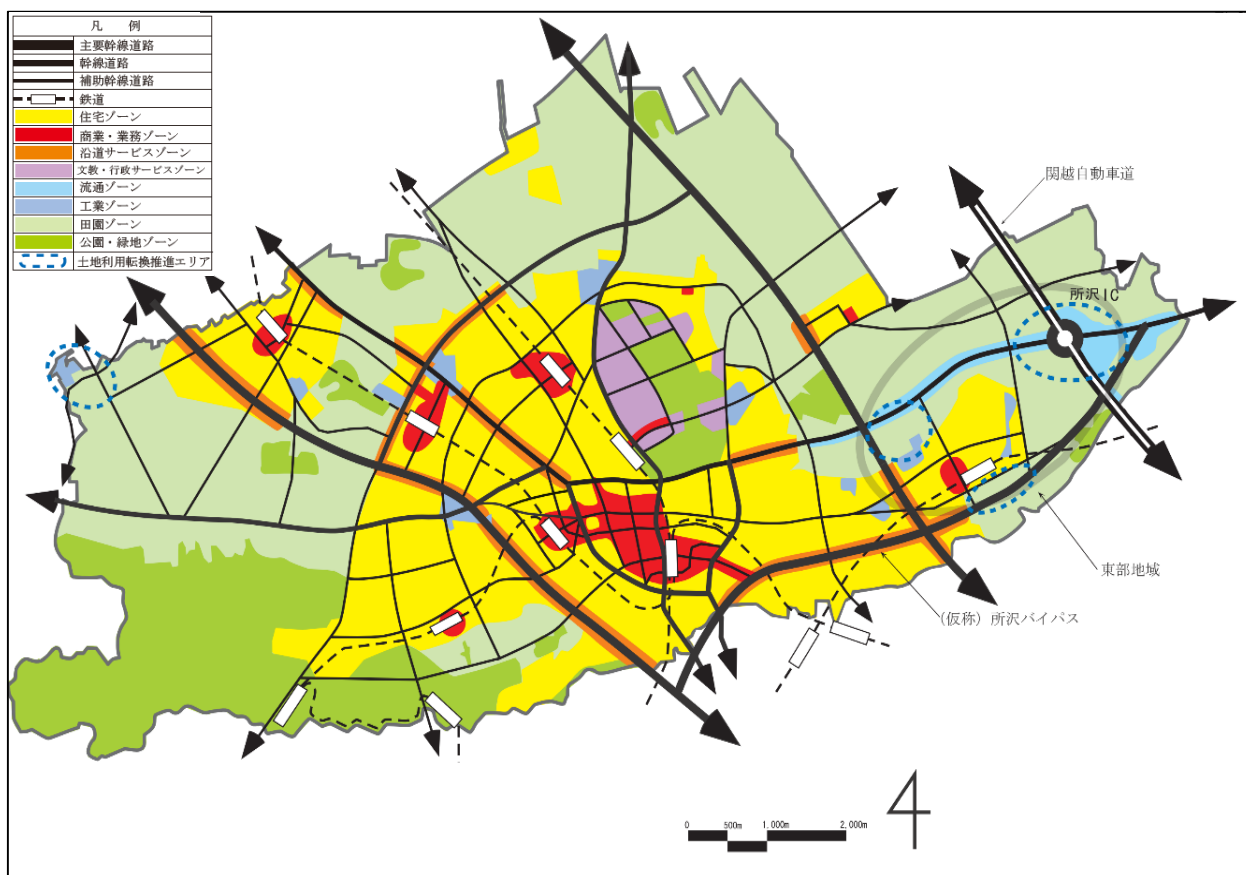 凡 例
主要幹線道路
幹線道路
補助幹線道路
鉄道
住宅ゾーン
商業・業務ゾーン
沿道サービスゾーン
文教・行政サービスゾーン
流通ゾーン
工業ゾーン
田園ゾーン
公園・緑地ゾーン
土地利用転換推進エリア
関越自動車道
所沢IC
東部地域
(仮称) 所沢バイパス
0 500m 1,000m 2,000m